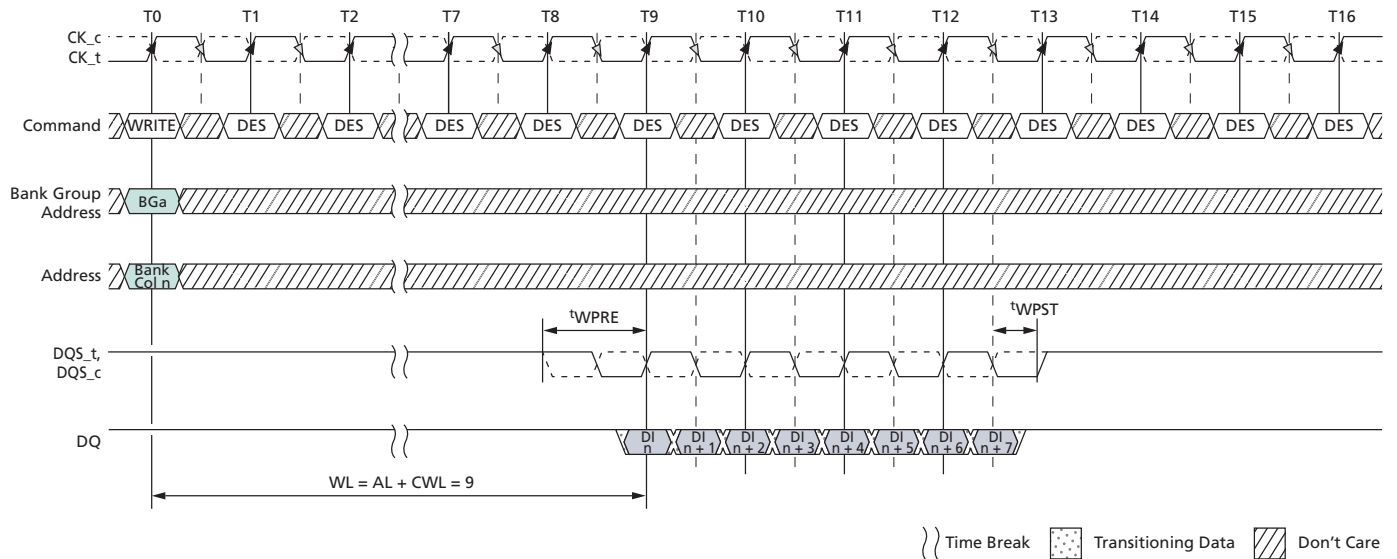 T0 T1 T2 T7 T8 T9 T10 T11 T12 T13 T14 T15 T16
CK_c
CK_t
Command WRITE DES DES DES DES DES DES DES DES DES DES DES DES
Bank Group
Address
BGa
Address
Bank
Col n
tWPRE tWPST
DQS_t,
DQS_c
DQ
DI n
DI n + 1
DI n + 2
DI n + 3
DI n + 4
DI n + 5
DI n + 6
DI n + 7
WL = AL + CWL = 9
Time Break Transitioning Data Don't Care